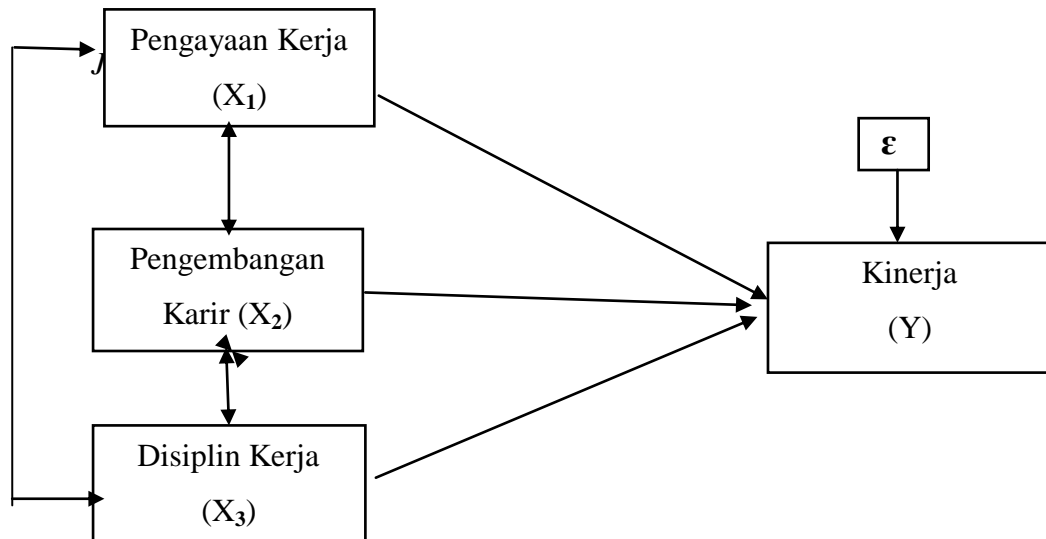 Pengayaan Kerja
(X1)
ε
Pengembangan
Karir (X2)
Kinerja
(Y)
Disiplin Kerja
(X3)